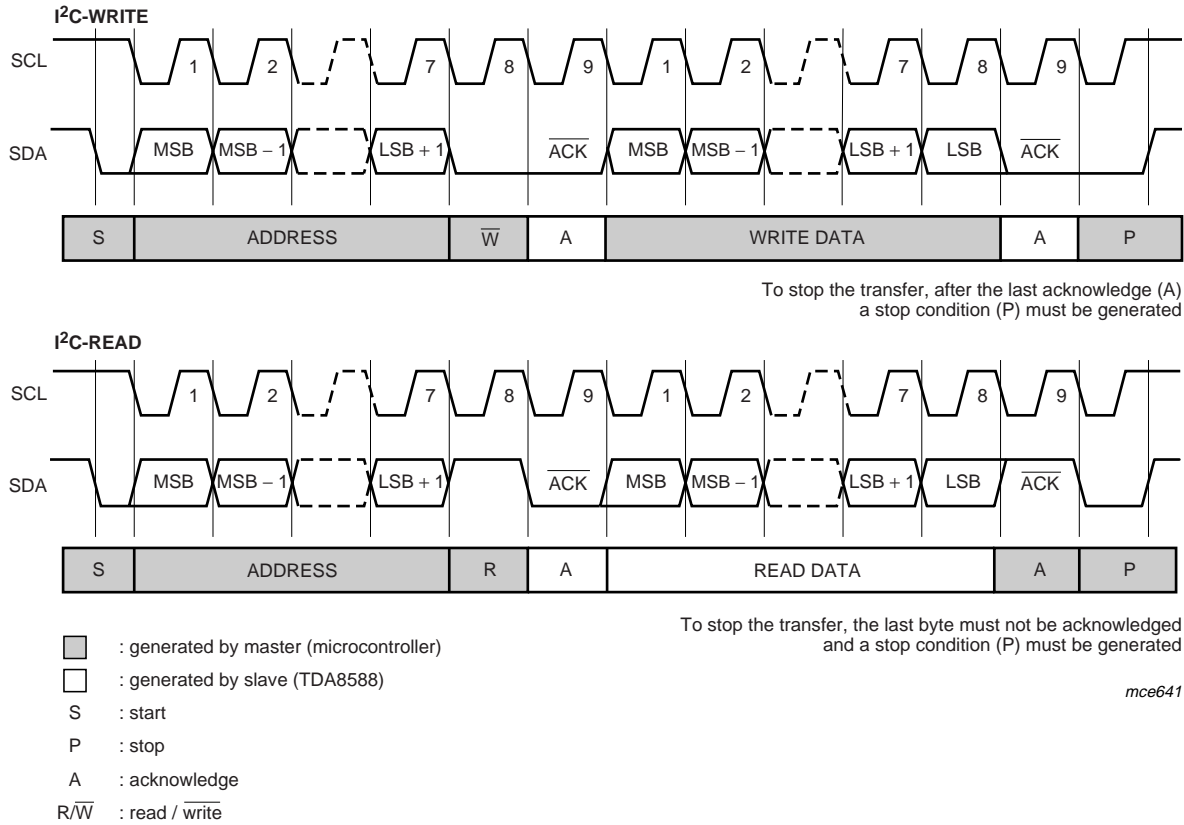 I²C-WRITE
SCL 1 2 7 8 9 1 2 7 8 9
SDA MSB MSB − 1 LSB + 1 ACK MSB MSB − 1 LSB + 1 LSB ACK
S ADDRESS W A WRITE DATA A P
To stop the transfer, after the last acknowledge (A)
a stop condition (P) must be generated
I²C-READ
SCL 1 2 7 8 9 1 2 7 8 9
SDA MSB MSB − 1 LSB + 1 ACK MSB MSB − 1 LSB + 1 LSB ACK
S ADDRESS R A READ DATA A P
To stop the transfer, the last byte must not be acknowledged
and a stop condition (P) must be generated
: generated by master (microcontroller)
: generated by slave (TDA8588)
mce641
S : start
P : stop
A : acknowledge
R/W : read / write